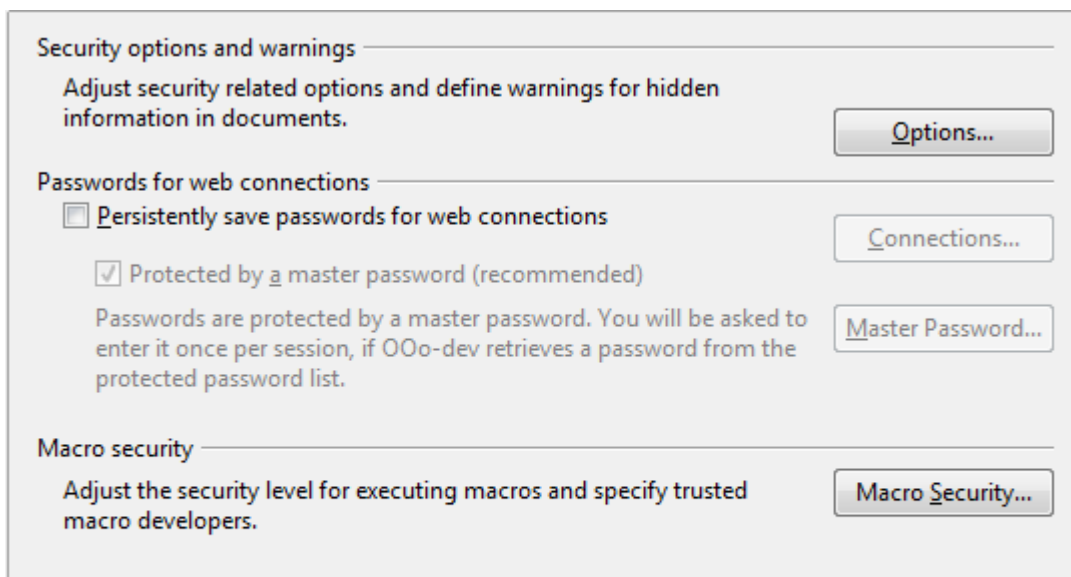 Security options and warnings
Adjust security related options and define warnings for hidden
information in documents.
Options...
Passwords for web connections
Persistently save passwords for web connections
Connections...
Protected by a master password (recommended)
Passwords are protected by a master password. You will be asked to
enter it once per session, if OOo-dev retrieves a password from the
protected password list.
Master Password...
Macro security
Adjust the security level for executing macros and specify trusted
macro developers.
Macro Security...